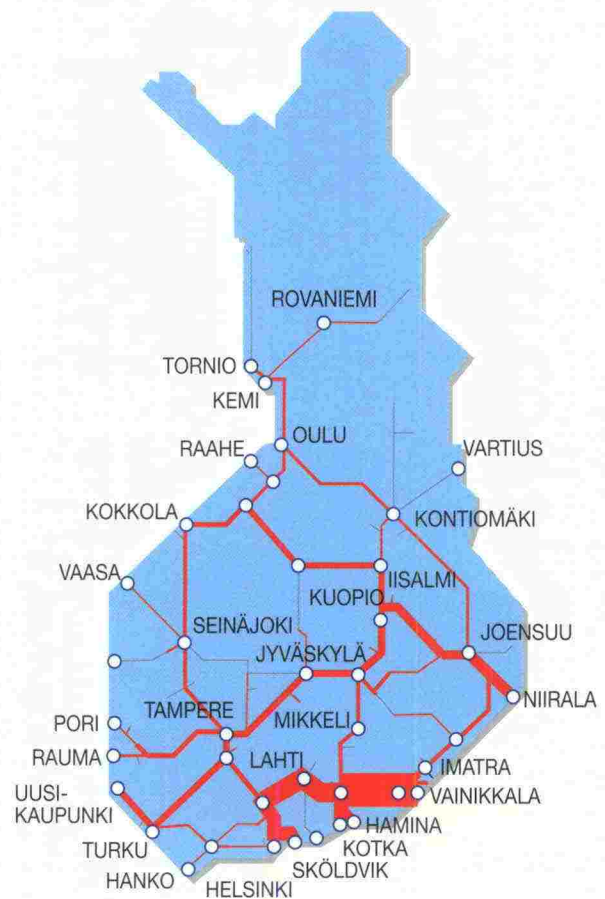 ROVANIEMI
TORNIO
KEMI
OULU
RAAHE
VARTIUS
KOKKOLA
KONTIOMÄKI
VAASA
IISALMI
KUOPIO
SEINÄJOKI
JOENSUU
JYVÄSKYLÄ
NIIRALA
PORI
TAMPERE
MIKKELI
RAUMA
LAHTI
IMATRA
UUSI-
KAUPUNKI
VAINIKKALA
HAMINA
TURKU
KOTKA
SKÖLDVIK
HANKO
HELSINKI